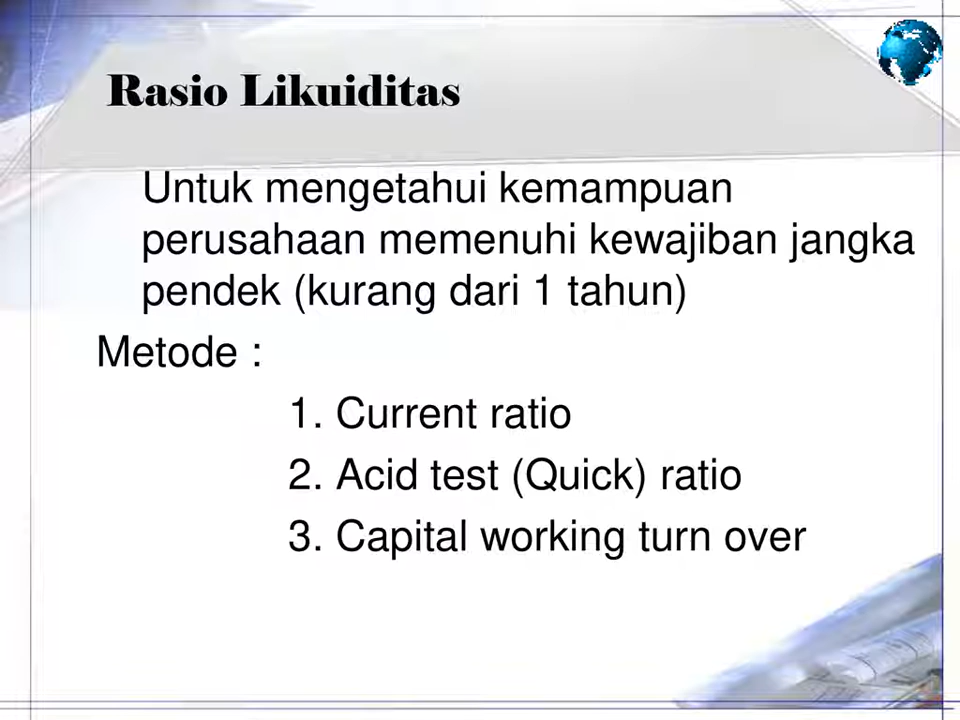 Rasio Likuiditas
Untuk mengetahui kemampuan
perusahaan memenuhi kewajiban jangka
pendek (kurang dari 1 tahun)
Metode :
1. Current ratio
2. Acid test (Quick) ratio
3. Capital working turn over